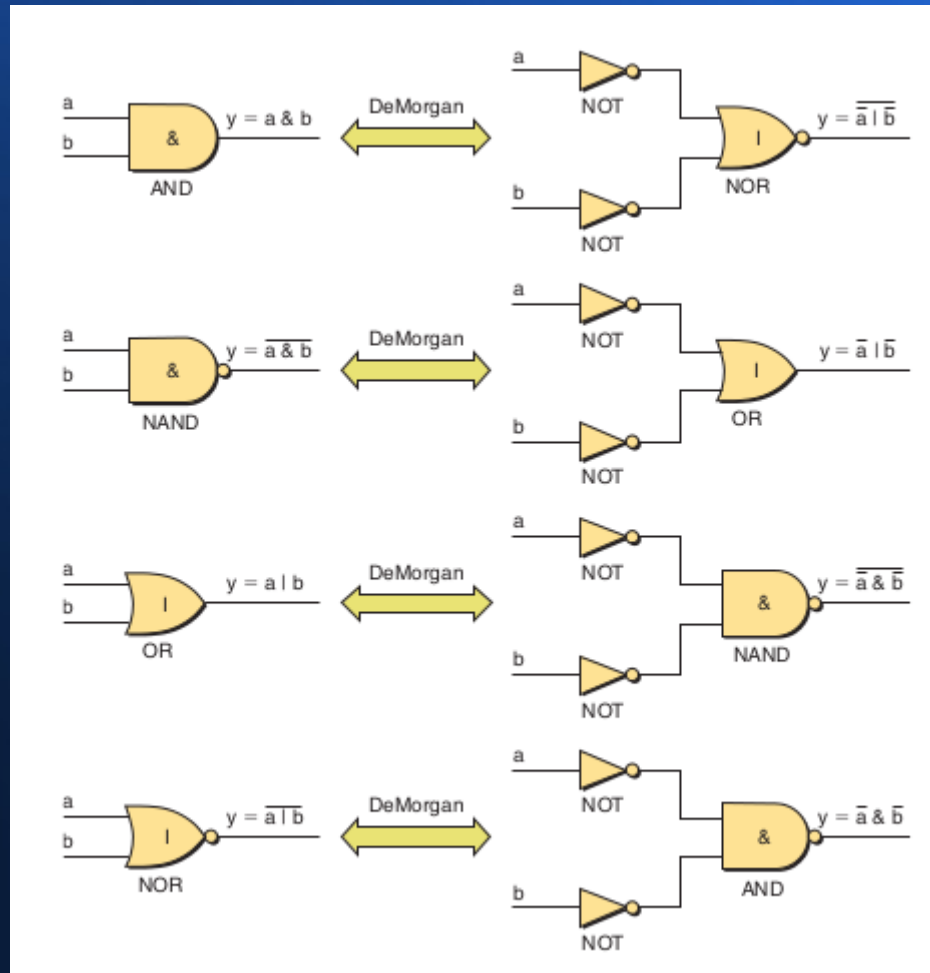 a
b
&
y = a & b
AND
DeMorgan
a
NOT
b
NOT
|
y = a̅ | b̅
NOR
a
b
&
y = a & b
NAND
DeMorgan
a
NOT
b
NOT
|
y = a̅ | b̅
OR
a
b
|
y = a | b
OR
DeMorgan
a
NOT
b
NOT
&
y = a̅ & b̅
NAND
a
b
|
y = a | b
NOR
DeMorgan
a
NOT
b
NOT
&
y = a̅ & b̅
AND